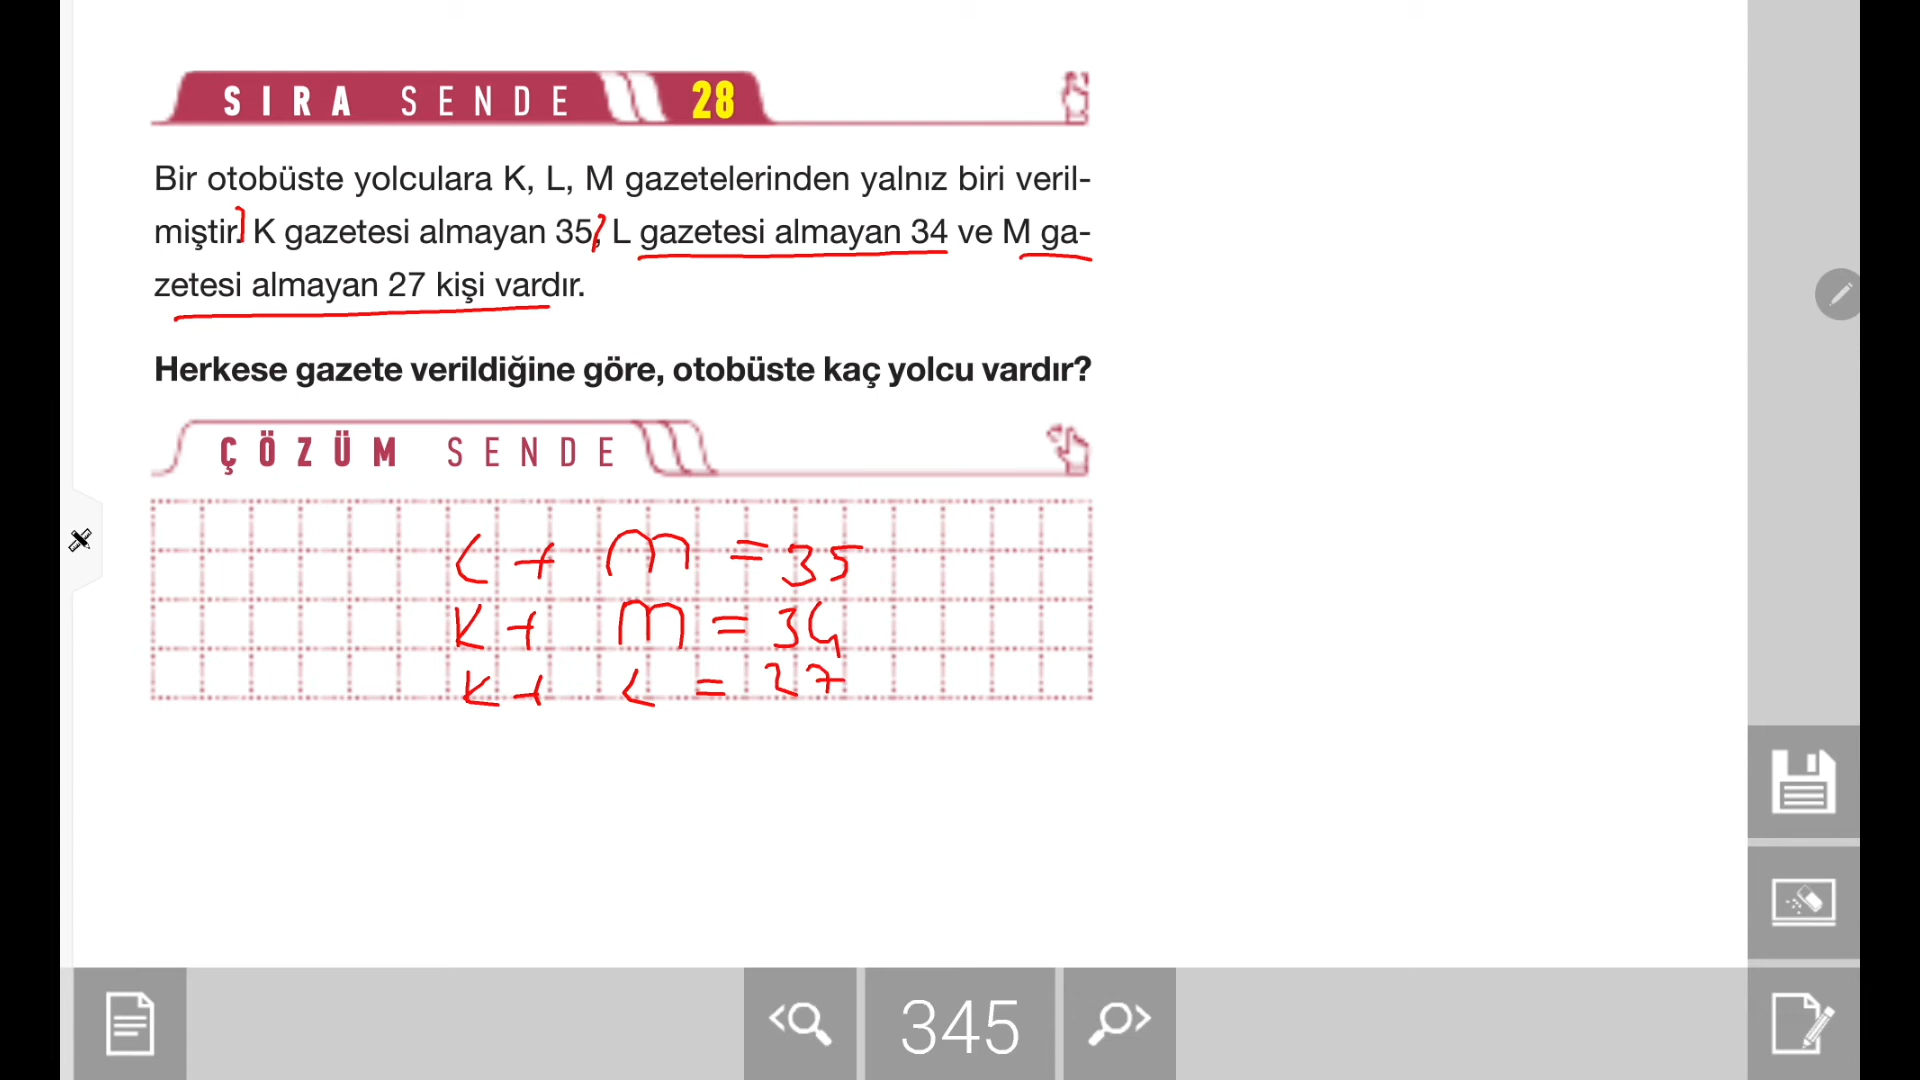 SIRA SENDE 28
Bir otobüste yolculara K, L, M gazetelerinden yalnız biri veril-
miştir. K gazetesi almayan 35, L gazetesi almayan 34 ve M ga-
zetesi almayan 27 kişi vardır.
Herkese gazete verildiğine göre, otobüste kaç yolcu vardır?
ÇÖZÜM SENDE
L + M = 35
K + M = 34
K + L = 27
345